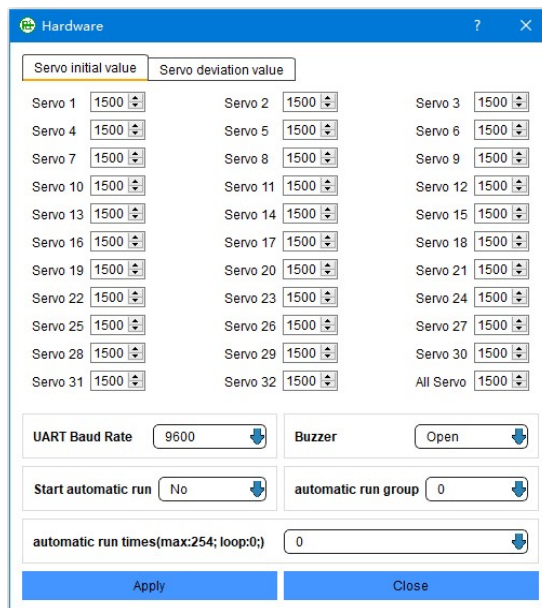 Hardware ? ×
Servo initial value Servo deviation value
Servo 1 1500 Servo 2 1500 Servo 3 1500
Servo 4 1500 Servo 5 1500 Servo 6 1500
Servo 7 1500 Servo 8 1500 Servo 9 1500
Servo 10 1500 Servo 11 1500 Servo 12 1500
Servo 13 1500 Servo 14 1500 Servo 15 1500
Servo 16 1500 Servo 17 1500 Servo 18 1500
Servo 19 1500 Servo 20 1500 Servo 21 1500
Servo 22 1500 Servo 23 1500 Servo 24 1500
Servo 25 1500 Servo 26 1500 Servo 27 1500
Servo 28 1500 Servo 29 1500 Servo 30 1500
Servo 31 1500 Servo 32 1500 All Servo 1500
UART Baud Rate 9600 Buzzer Open
Start automatic run No automatic run group 0
automatic run times(max:254; loop:0;) 0
Apply Close